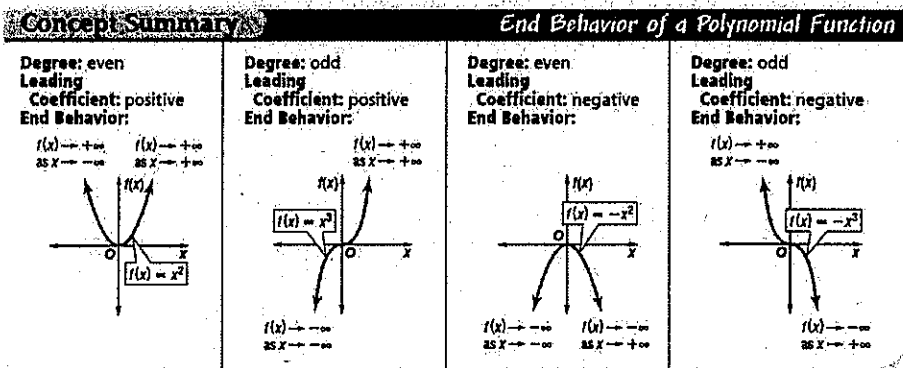 Concept Summary
End Behavior of a Polynomial Function
Degree: even
Leading
Coefficient: positive
End Behavior:
f(x) → +∞ f(x) → +∞
as x → −∞ as x → +∞
f(x)
O
x
f(x) = x²
Degree: odd
Leading
Coefficient: positive
End Behavior:
f(x) → +∞
as x → +∞
f(x)
f(x) = x³
O
x
f(x) → −∞
as x → −∞
Degree: even
Leading
Coefficient: negative
End Behavior:
f(x)
f(x) = −x²
O
x
f(x) → −∞ f(x) → −∞
as x → −∞ as x → +∞
Degree: odd
Leading
Coefficient: negative
End Behavior:
f(x) → +∞
as x → −∞
f(x)
f(x) = −x³
O
x
f(x) → −∞
as x → +∞